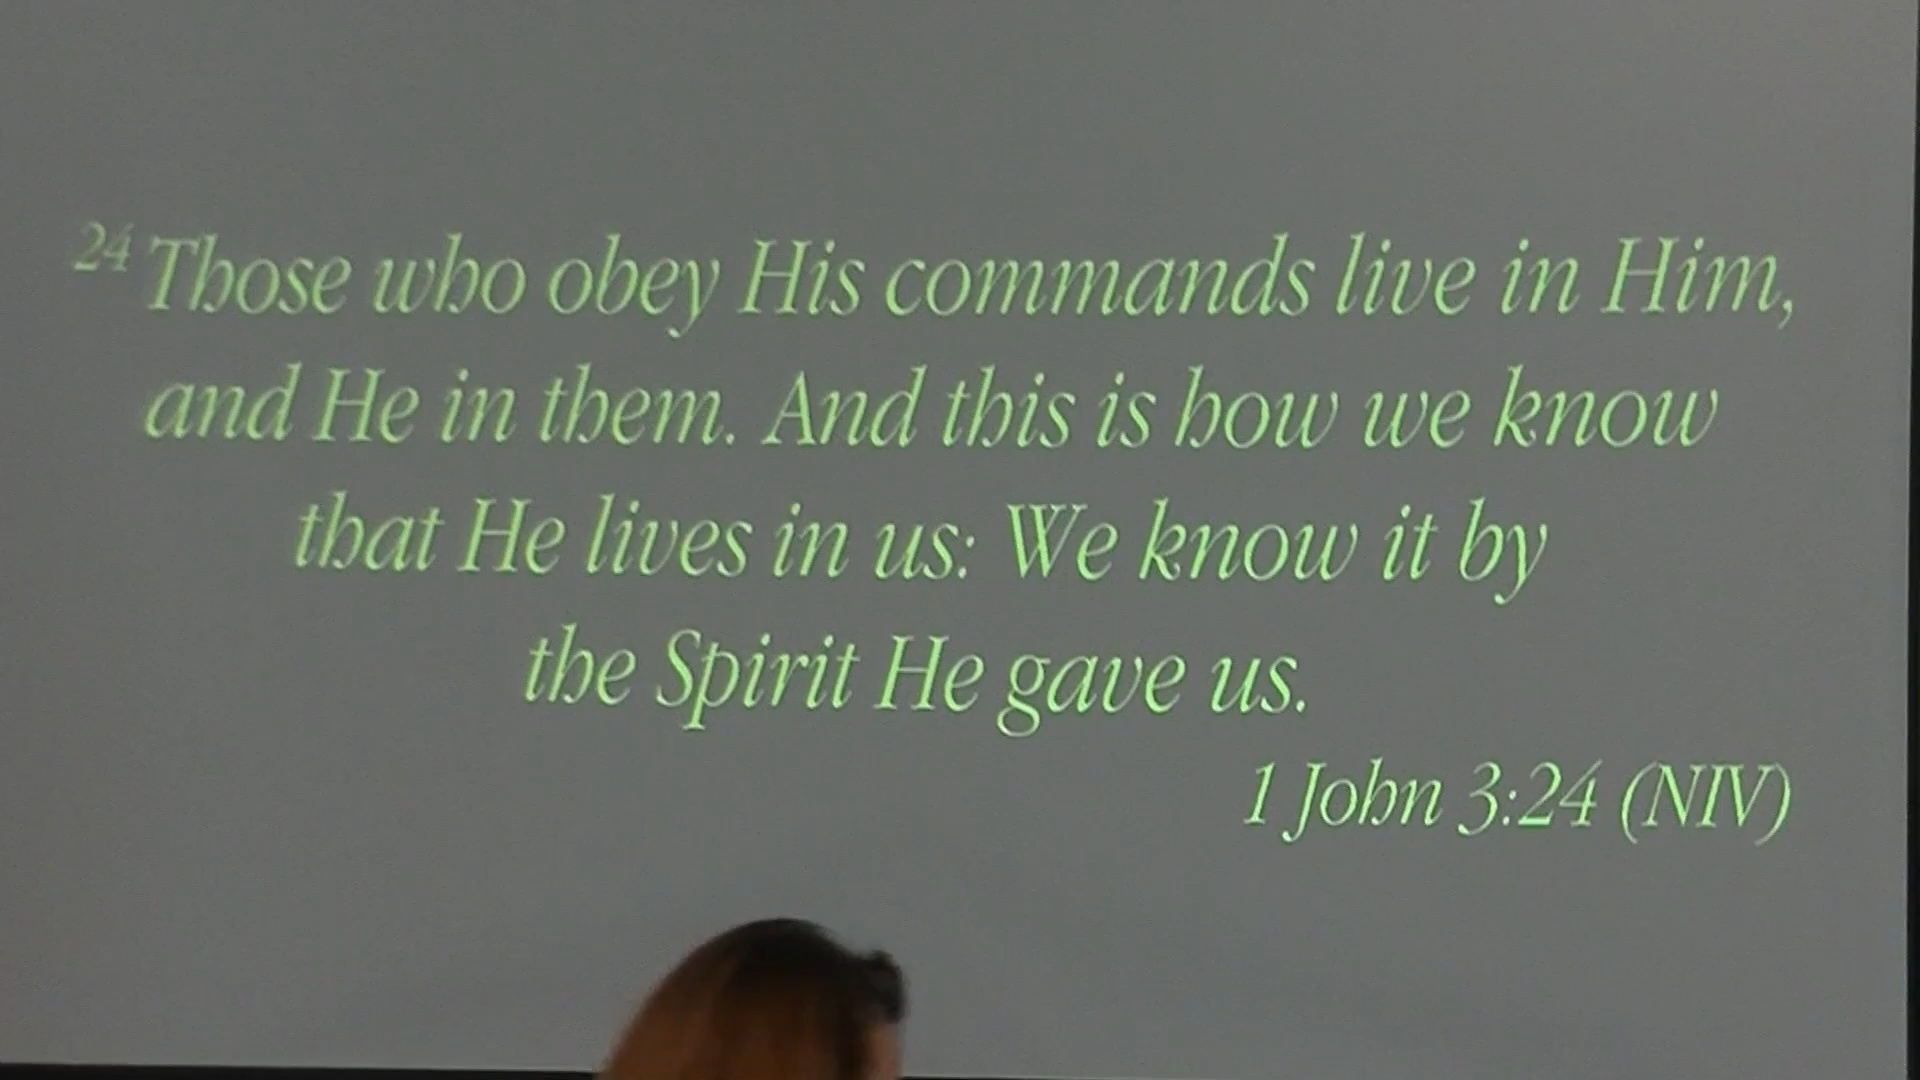 24 Those who obey His commands live in Him,
and He in them. And this is how we know
that He lives in us: We know it by
the Spirit He gave us.
1 John 3:24 (NIV)